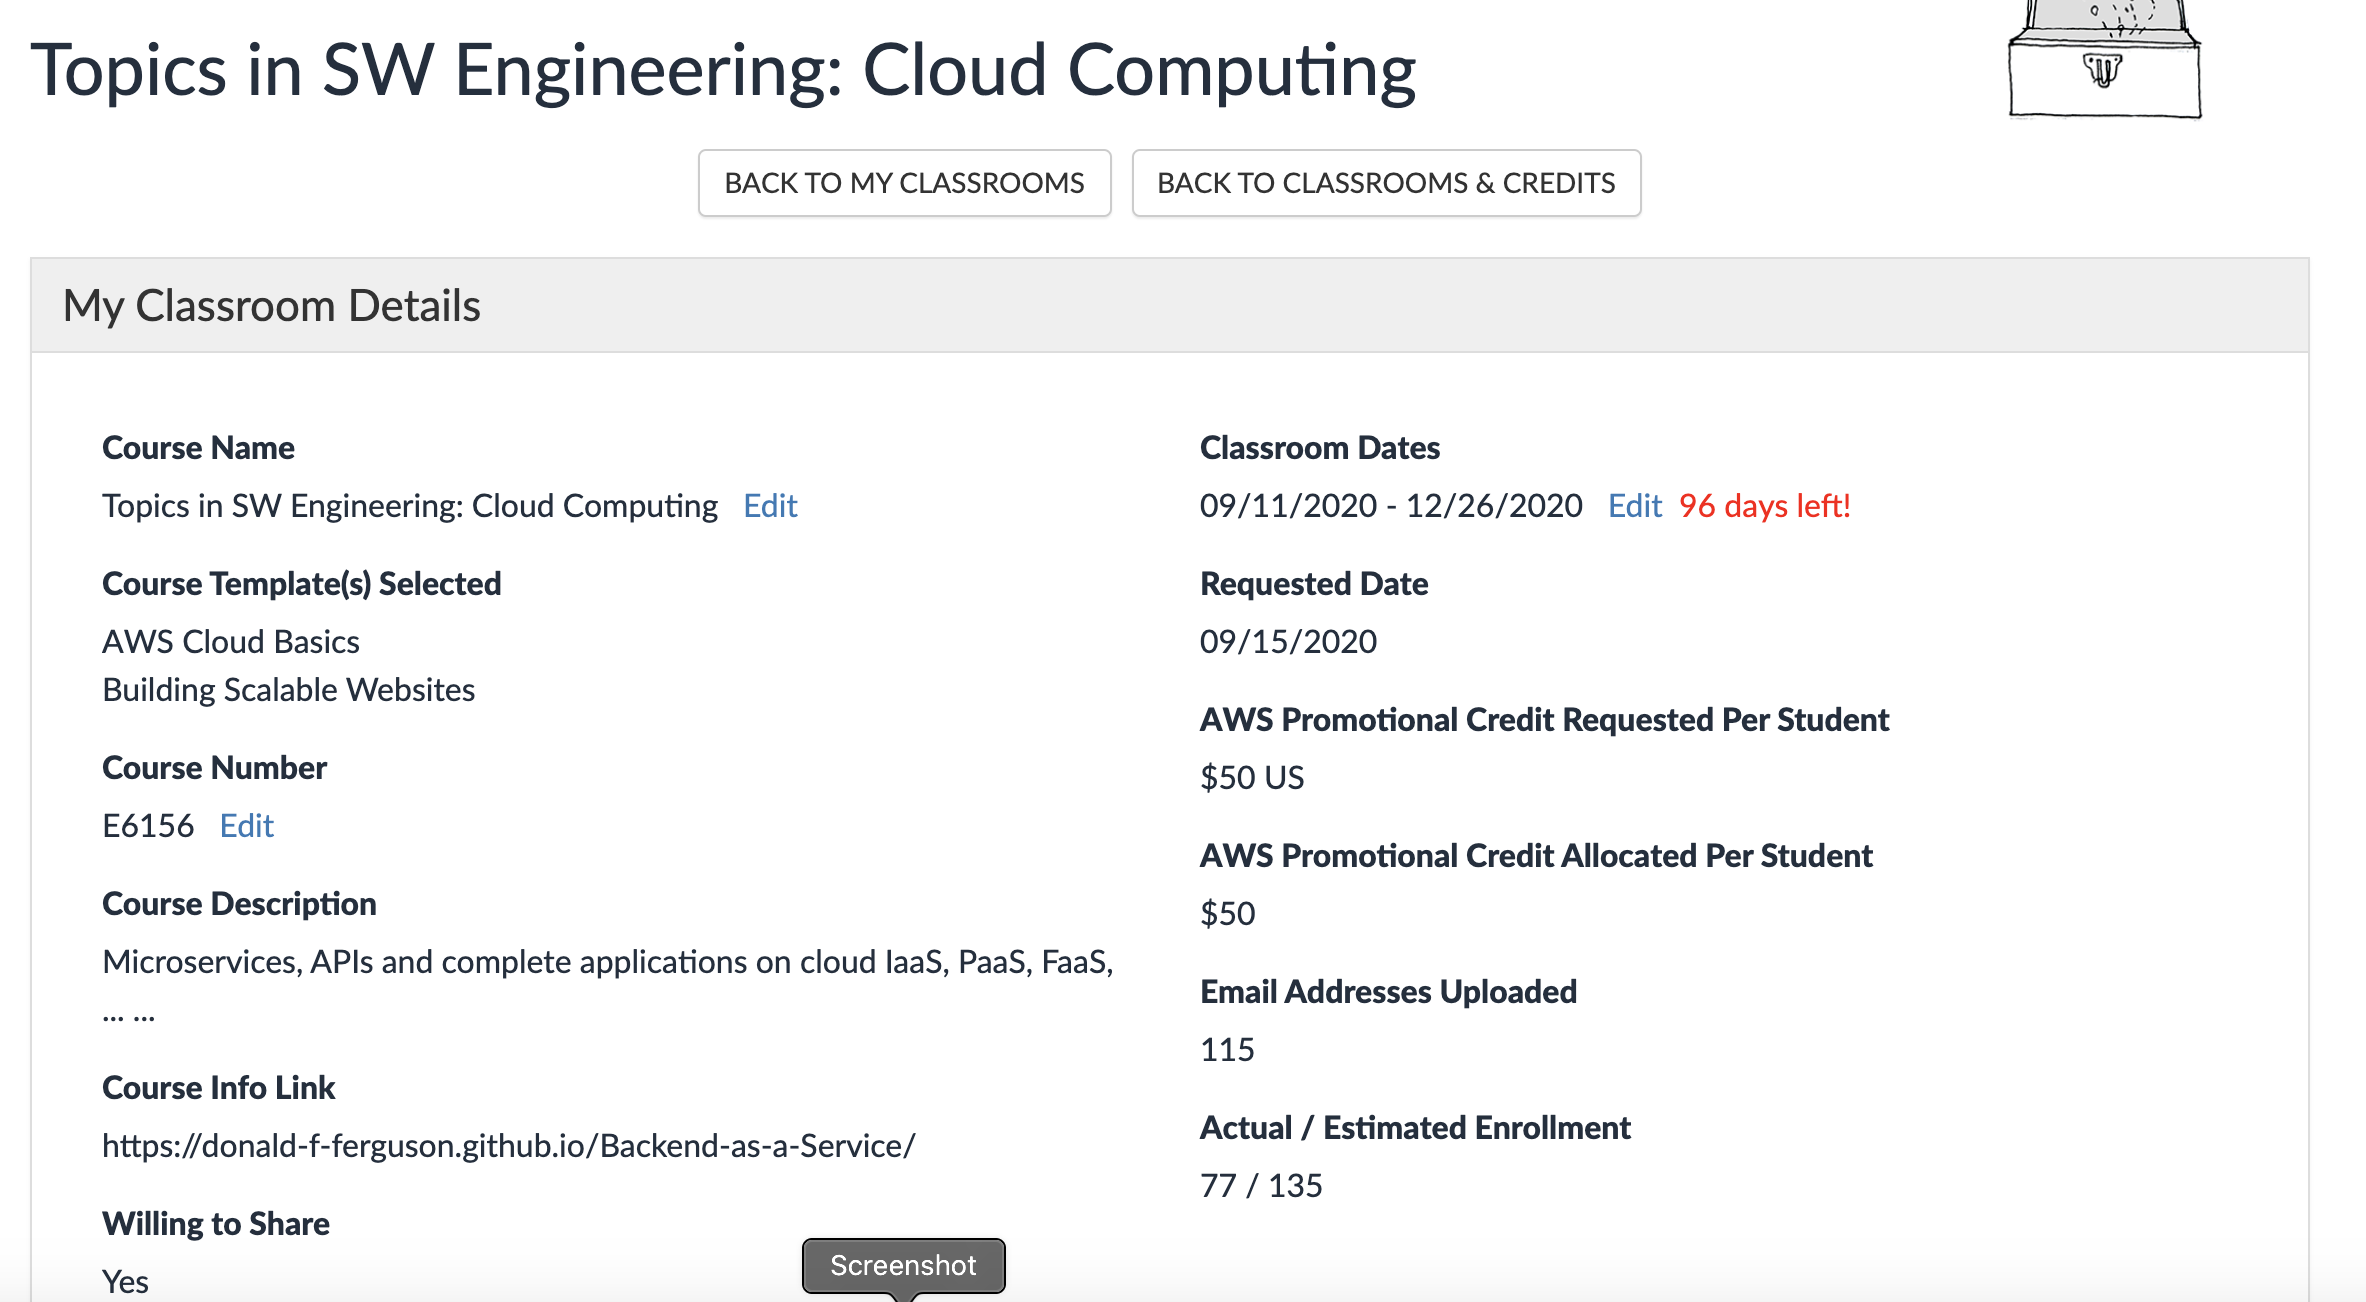 Topics in SW Engineering: Cloud Computing
BACK TO MY CLASSROOMS
BACK TO CLASSROOMS & CREDITS
My Classroom Details
Course Name
Topics in SW Engineering: Cloud Computing Edit
Course Template(s) Selected
AWS Cloud Basics
Building Scalable Websites
Course Number
E6156 Edit
Course Description
Microservices, APIs and complete applications on cloud IaaS, PaaS, FaaS,
... ...
Course Info Link
https://donald-f-ferguson.github.io/Backend-as-a-Service/
Willing to Share
Yes
Classroom Dates
09/11/2020 - 12/26/2020 Edit 96 days left!
Requested Date
09/15/2020
AWS Promotional Credit Requested Per Student
$50 US
AWS Promotional Credit Allocated Per Student
$50
Email Addresses Uploaded
115
Actual / Estimated Enrollment
77 / 135
Screenshot